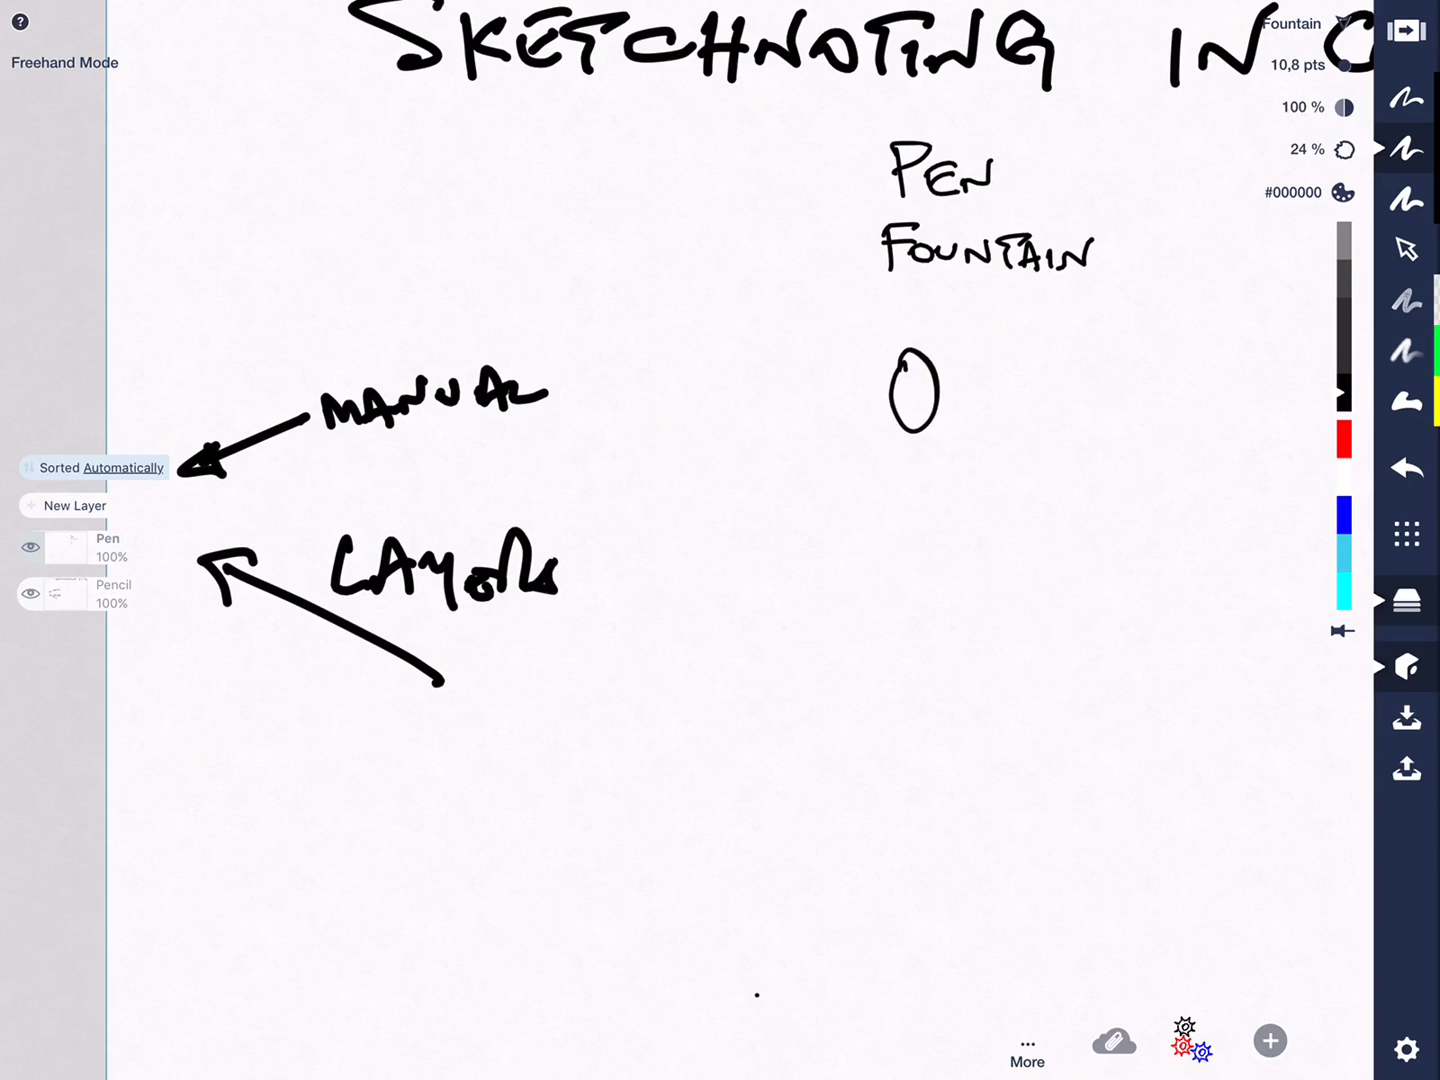 ?
Freehand Mode
SKETCHNOTING IN C
Fountain
10,8 pts
100 %
24 %
#000000
PEN
FOUNTAIN
MANUAL
Sorted Automatically
New Layer
Pen
100%
Pencil
100%
LAYERS
...
More